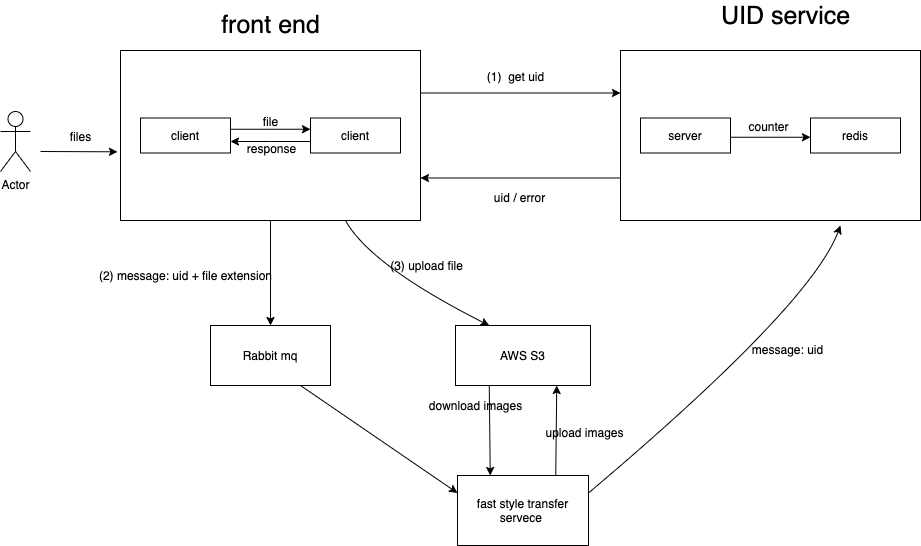 front end
UID service
(1) get uid
client
file
client
response
server
counter
redis
files
Actor
uid / error
(2) message: uid + file extension
(3) upload file
Rabbit mq
AWS S3
message: uid
download images
upload images
fast style transfer
servece